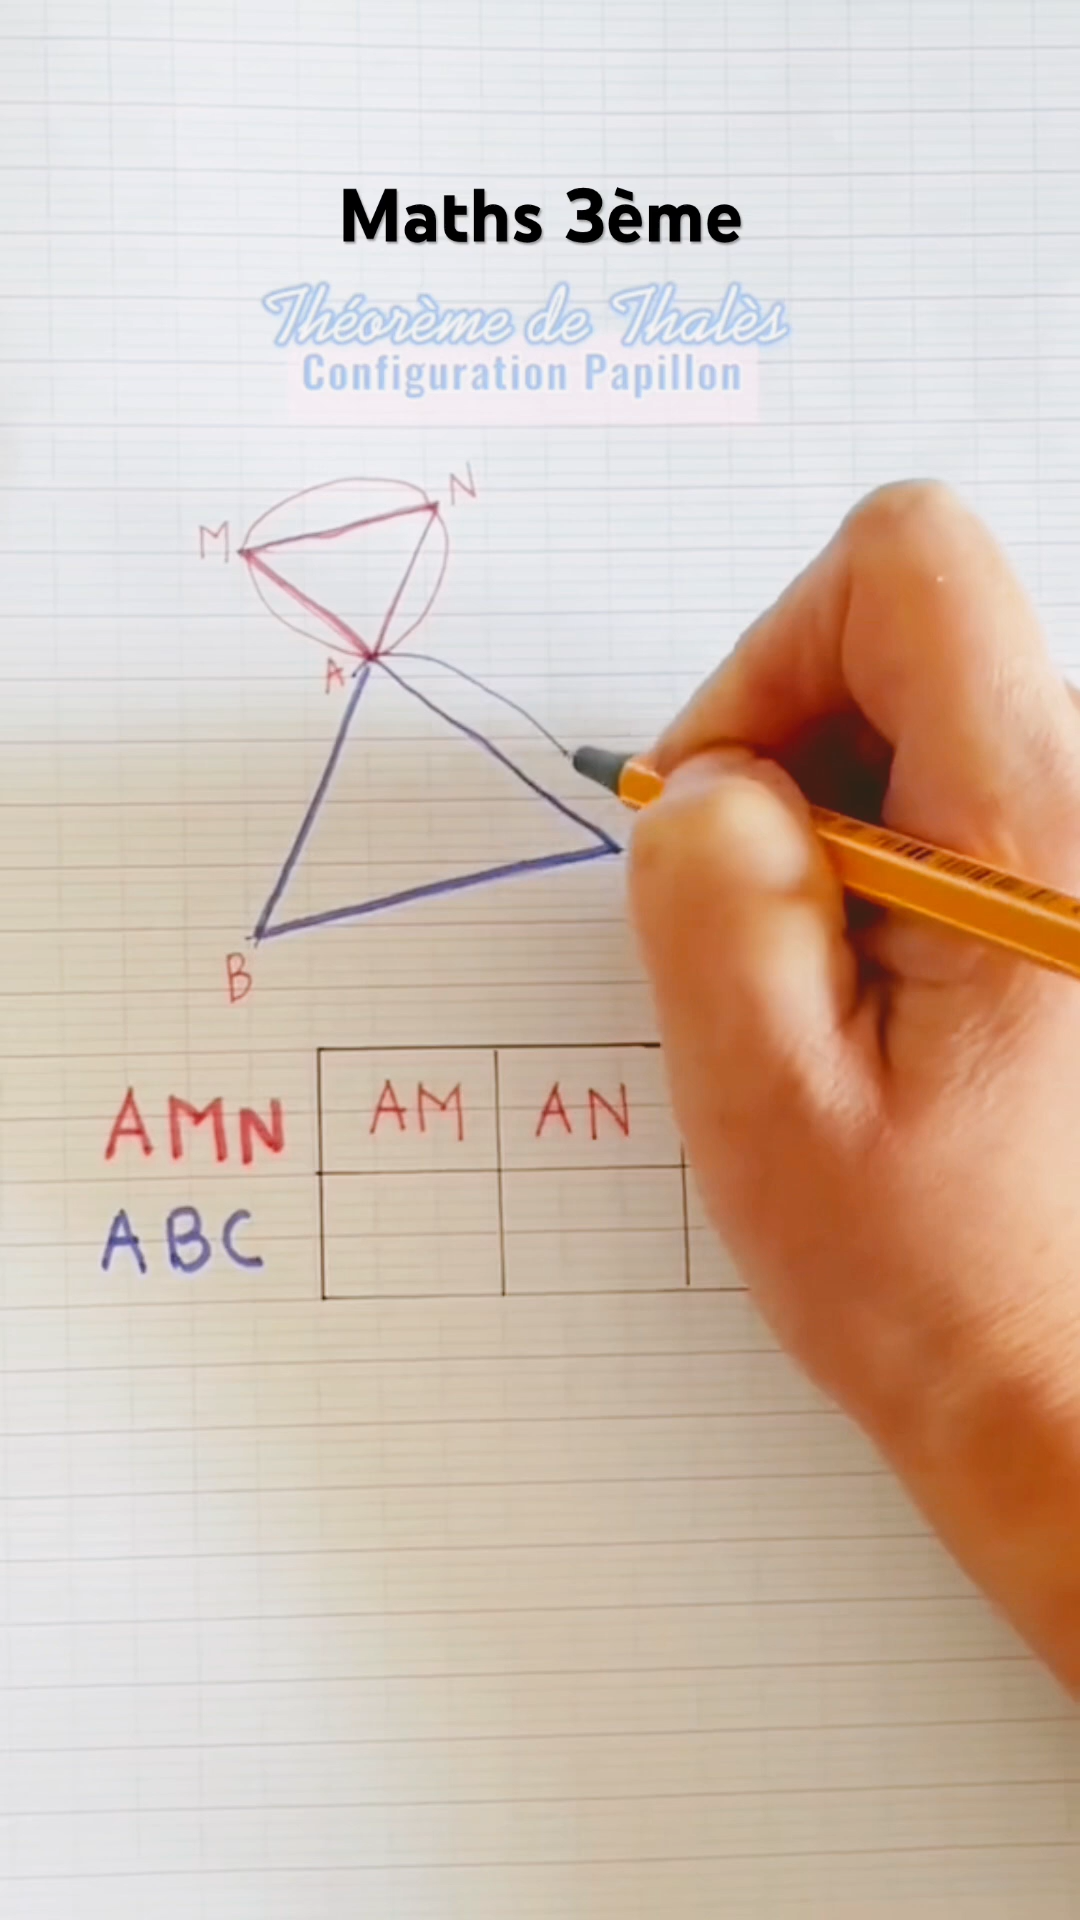 Maths 3ème
Théorème de Thalès
Configuration Papillon
N
M
A
B
AMN AM AN
ABC